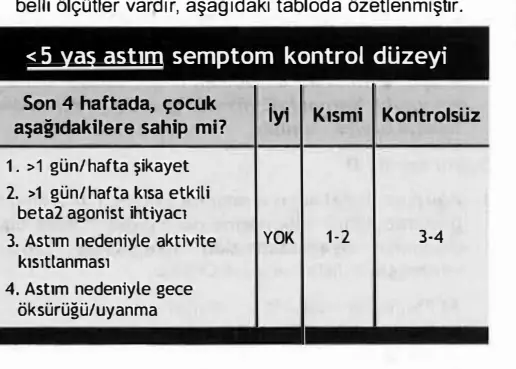 belli ölçütler vardır, aşağıdaki tabloda özetlenmiştir.
<5 yaş astım semptom kontrol düzeyi
Son 4 haftada, çocuk aşağıdakilere sahip mi? İyi Kısmi Kontrolsüz
1. >1 gün/hafta şikayet
2. >1 gün/hafta kısa etkili
beta2 agonist ihtiyacı
3. Astım nedeniyle aktivite
kısıtlanması
4. Astım nedeniyle gece
öksürüğü/uyanma
YOK 1-2 3-4